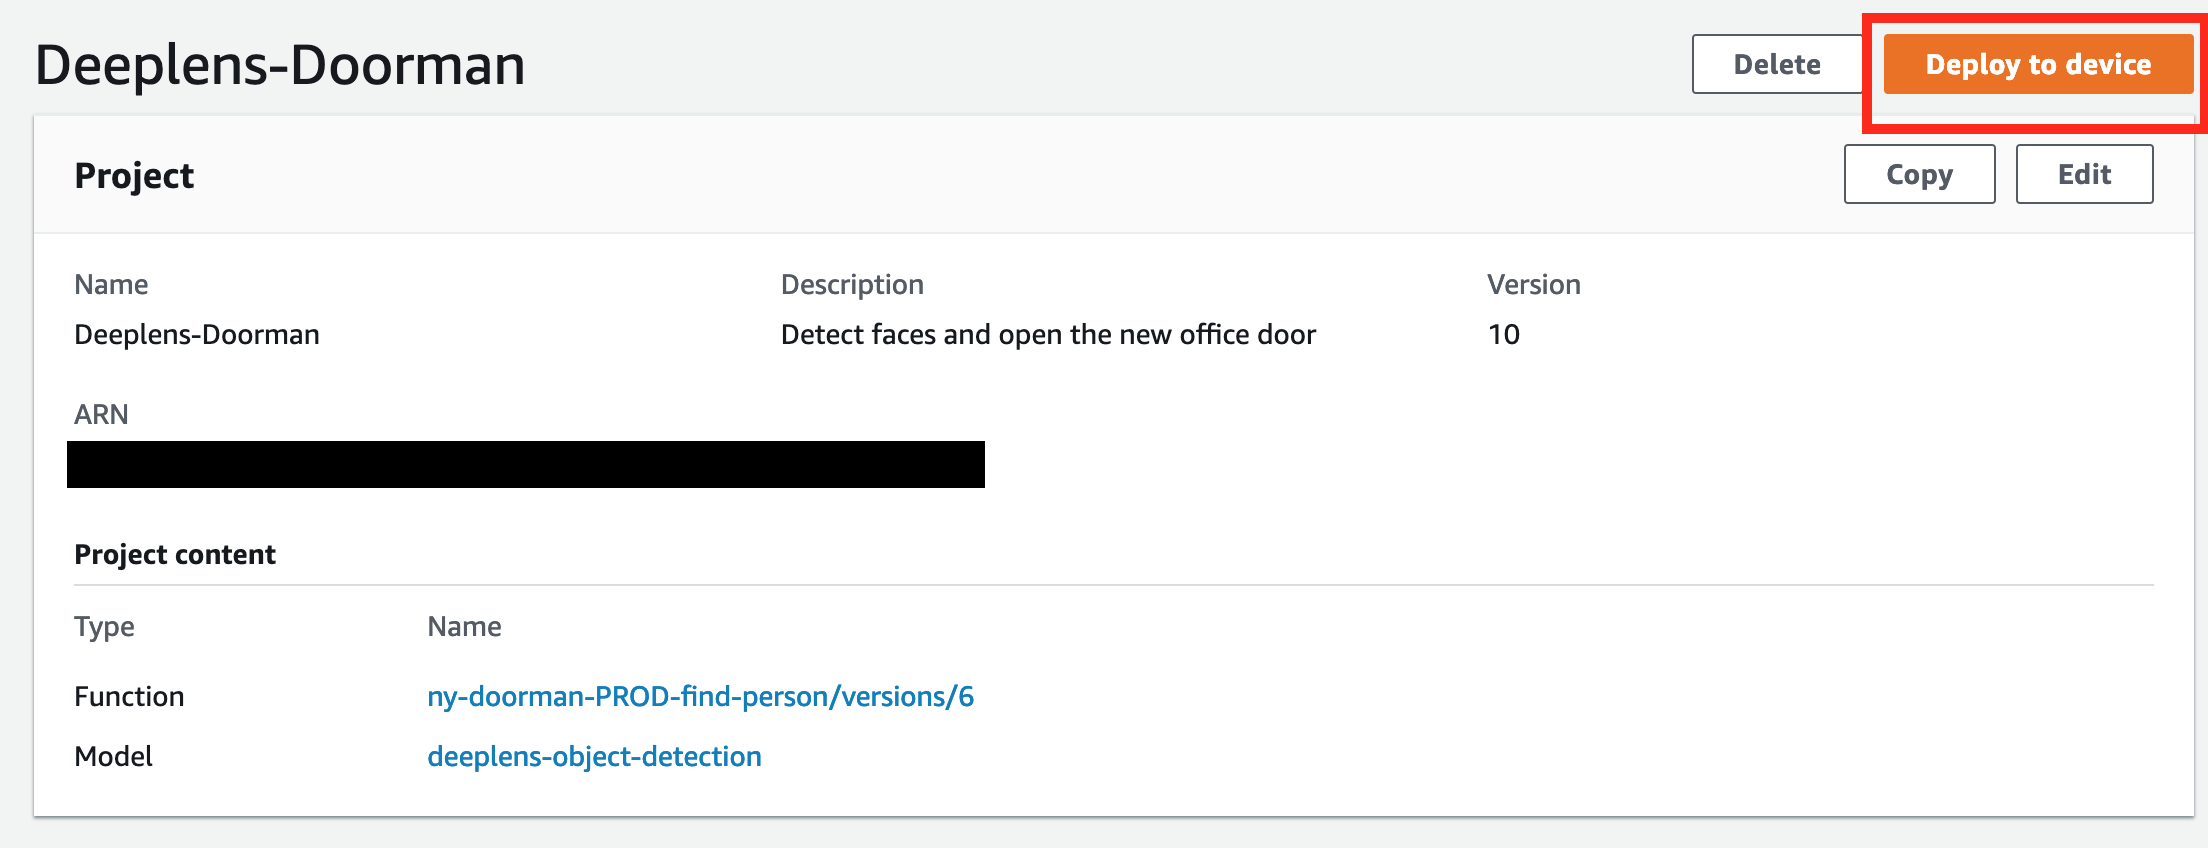 Deeplens-Doorman
Delete
Deploy to device
Project
Copy
Edit
Name
Description
Version
Deeplens-Doorman
Detect faces and open the new office door
10
ARN
Project content
Type
Name
Function
ny-doorman-PROD-find-person/versions/6
Model
deeplens-object-detection